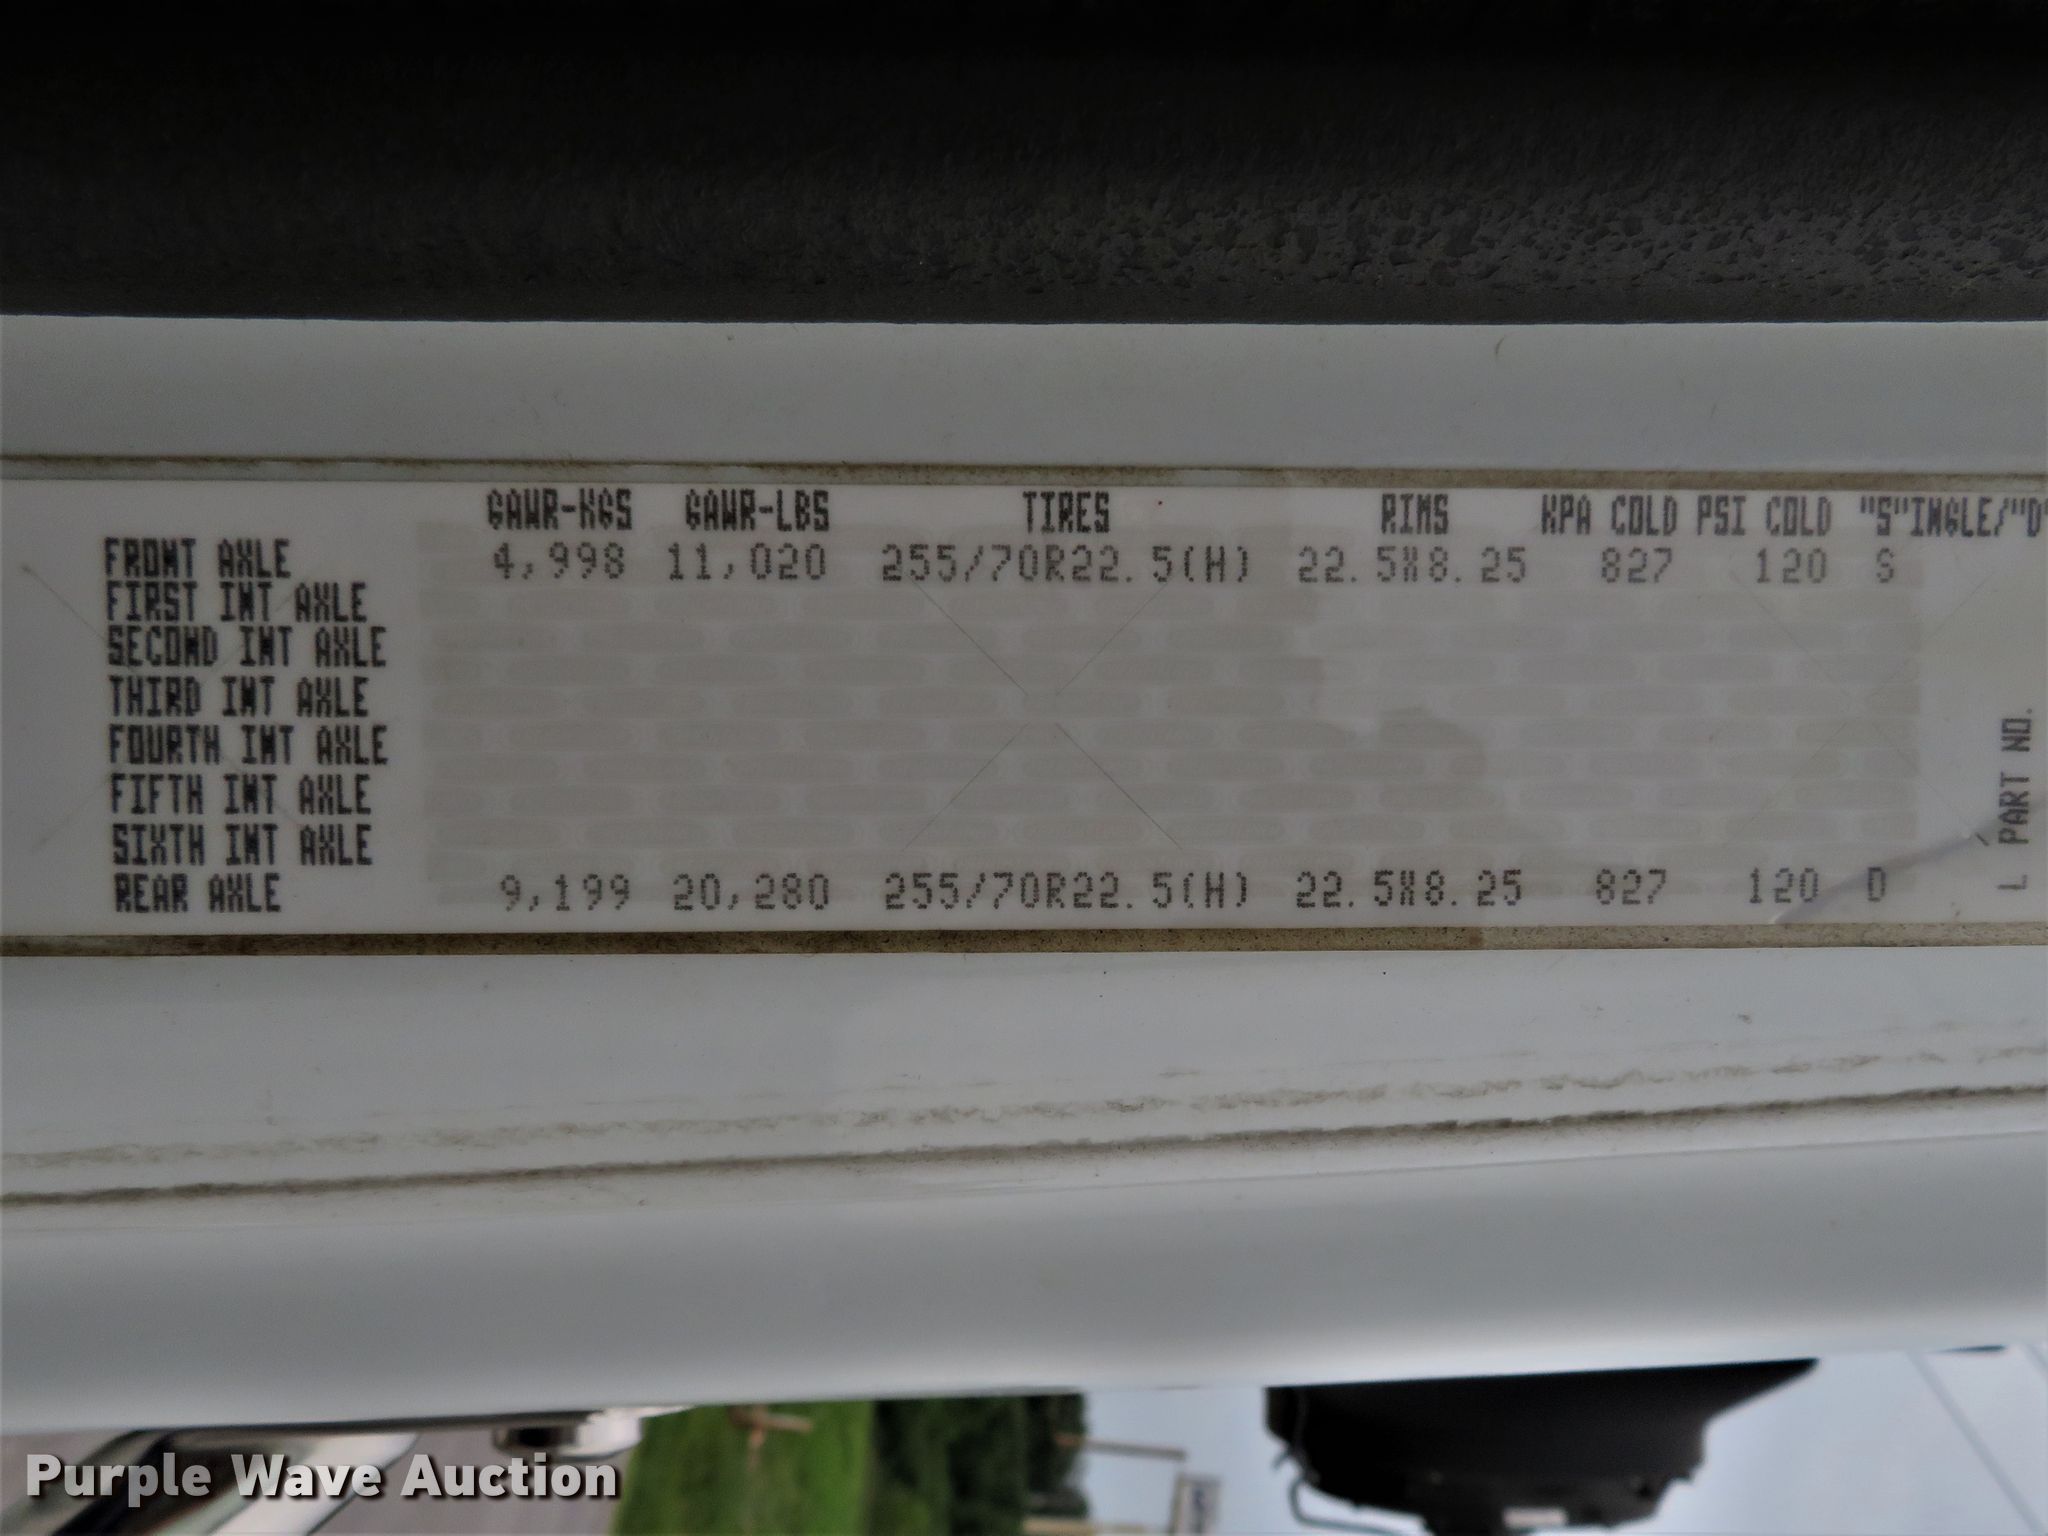 GAWR-KGS GAWR-LBS TIRES RIMS KPA COLD PSI COLD "S"INGLE/"D"
FRONT AXLE 4,998 11,020 255/70R22.5(H) 22.5X8.25 827 120 S
FIRST INT AXLE
SECOND INT AXLE
THIRD INT AXLE
FOURTH INT AXLE
FIFTH INT AXLE
SIXTH INT AXLE
REAR AXLE 9,199 20,280 255/70R22.5(H) 22.5X8.25 827 120 D
L PART NO.
Purple Wave Auction